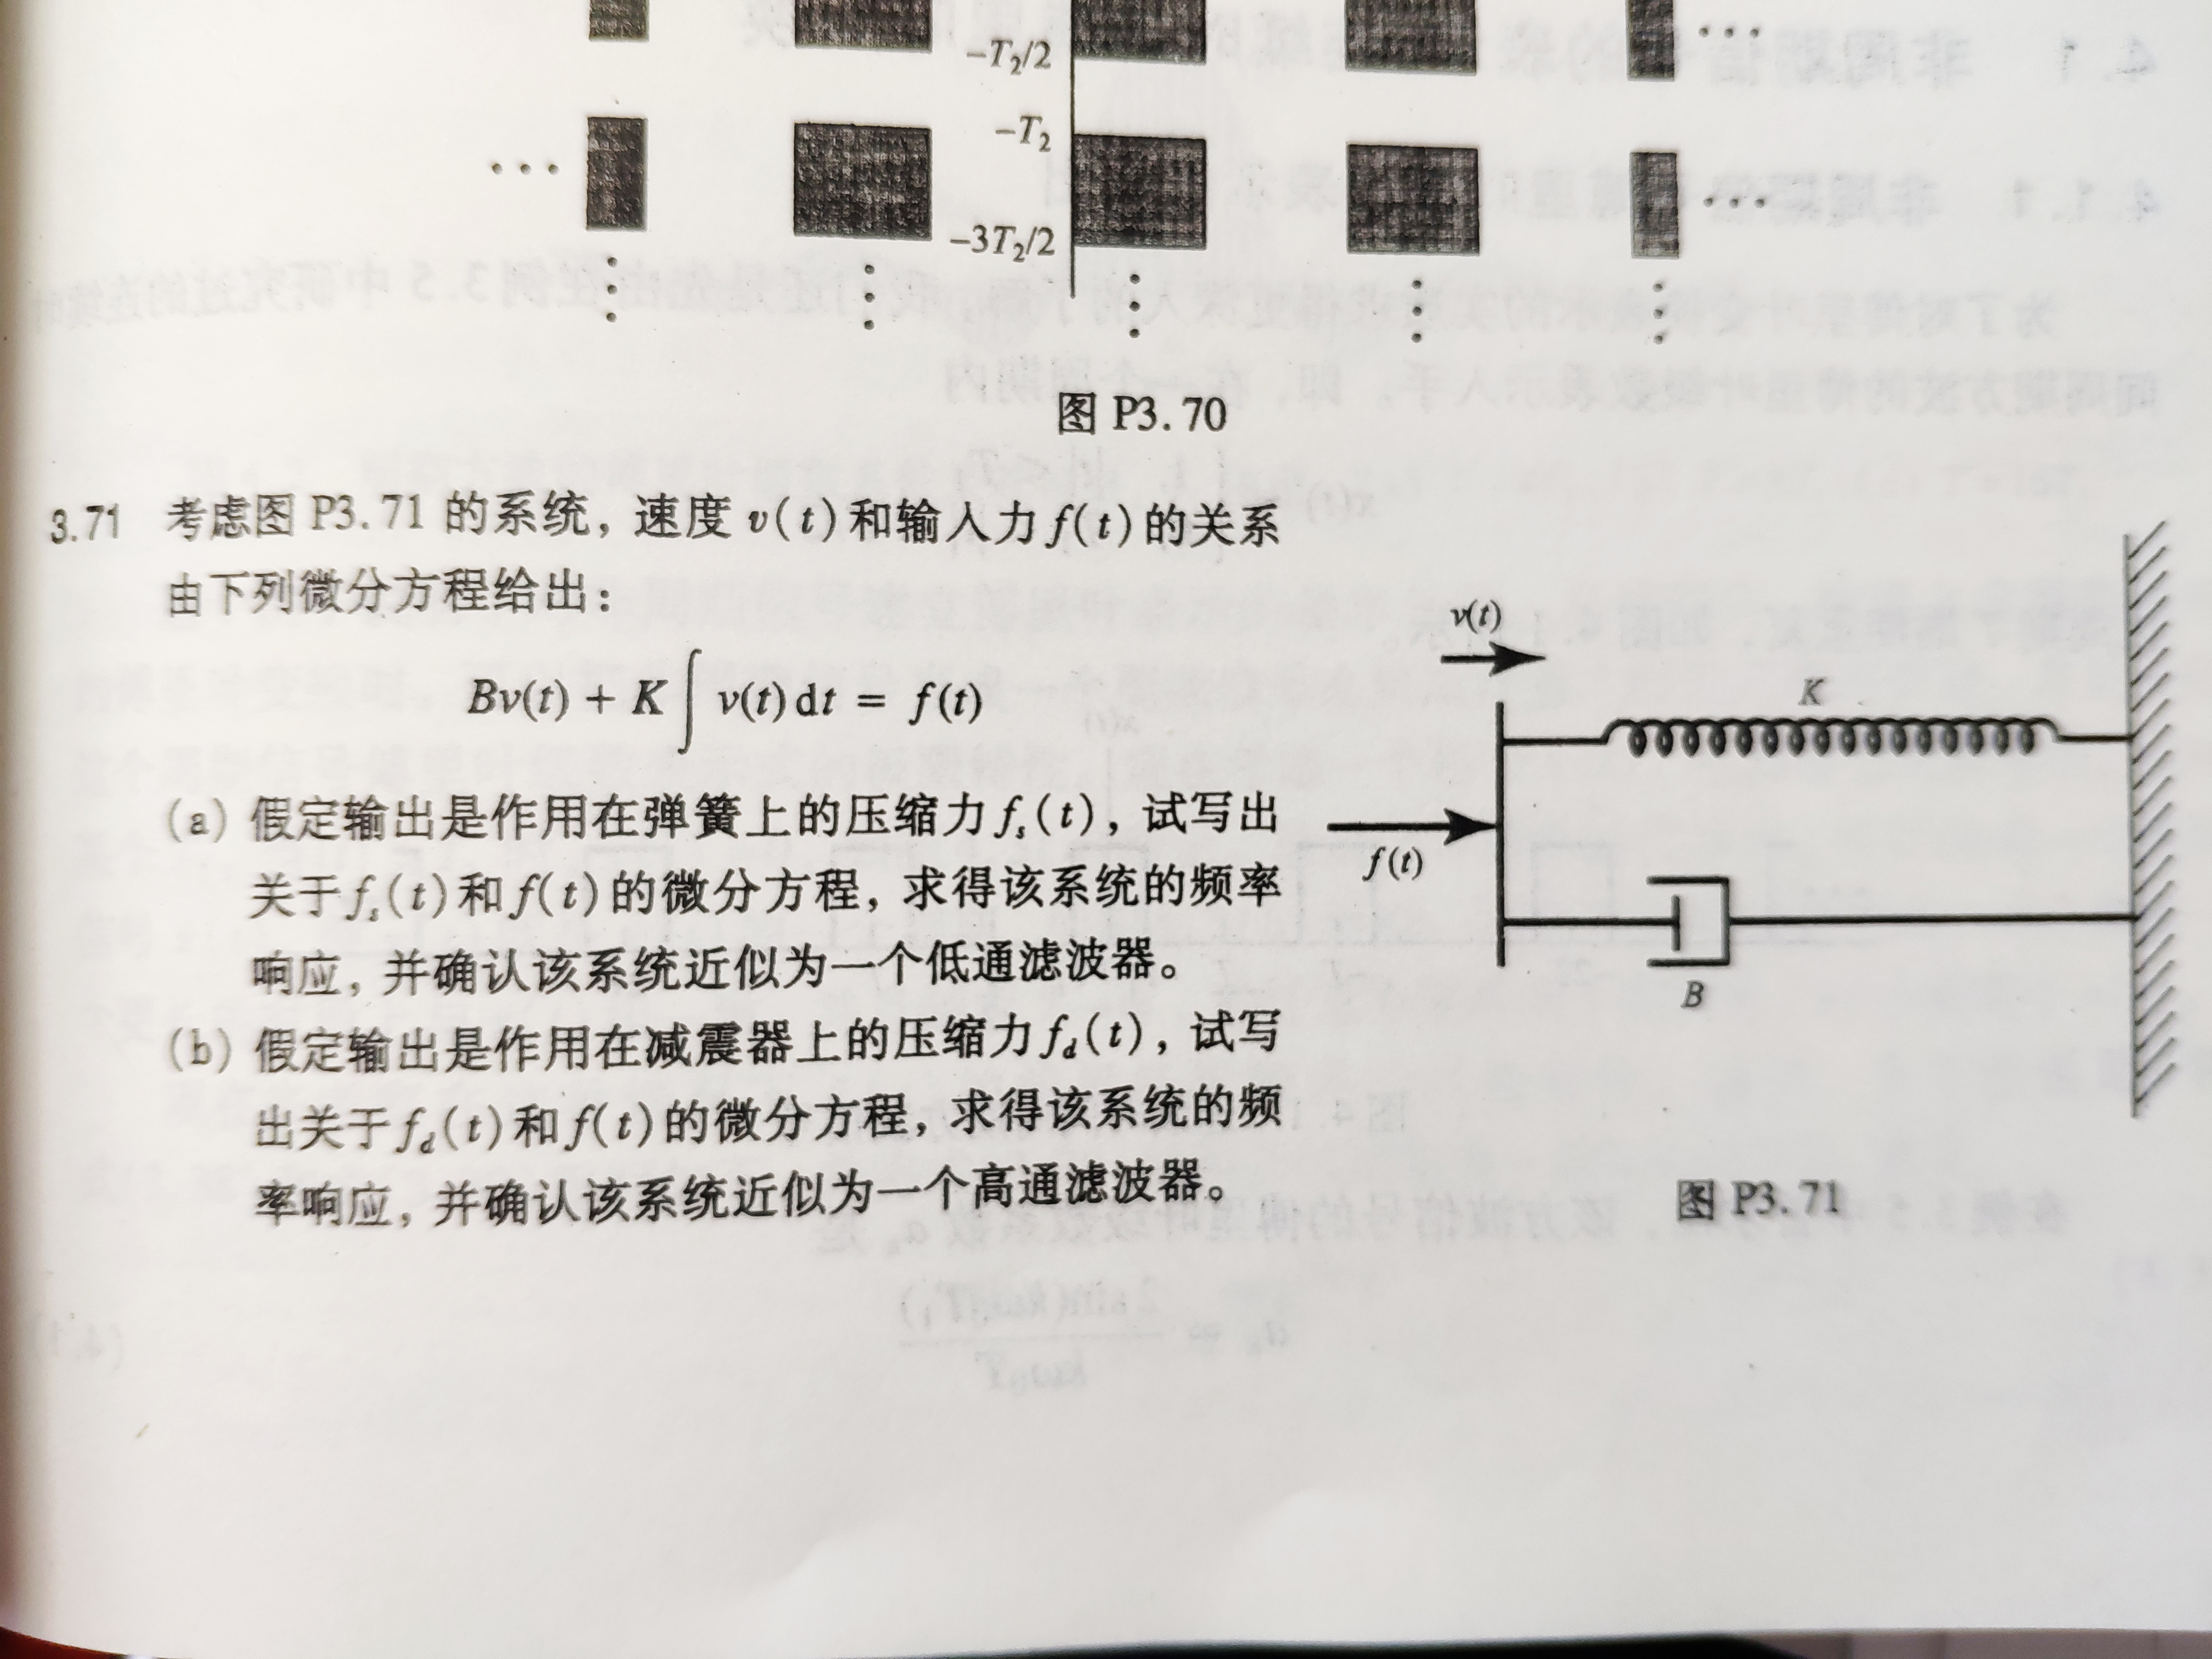 -T₂/2
...
-T₂
...
...
-3T₂/2
图 P3.70
3.71 考虑图 P3.71 的系统，速度 v(t) 和输入力 f(t) 的关系
由下列微分方程给出：
Bv(t) + K∫ v(t) dt = f(t)
(a) 假定输出是作用在弹簧上的压缩力 fₛ(t)，试写出
关于 fₛ(t) 和 f(t) 的微分方程，求得该系统的频率
响应，并确认该系统近似为一个低通滤波器。
(b) 假定输出是作用在减震器上的压缩力 f_d(t)，试写
出关于 f_d(t) 和 f(t) 的微分方程，求得该系统的频
率响应，并确认该系统近似为一个高通滤波器。
v(t)
K
f(t)
B
图 P3.71